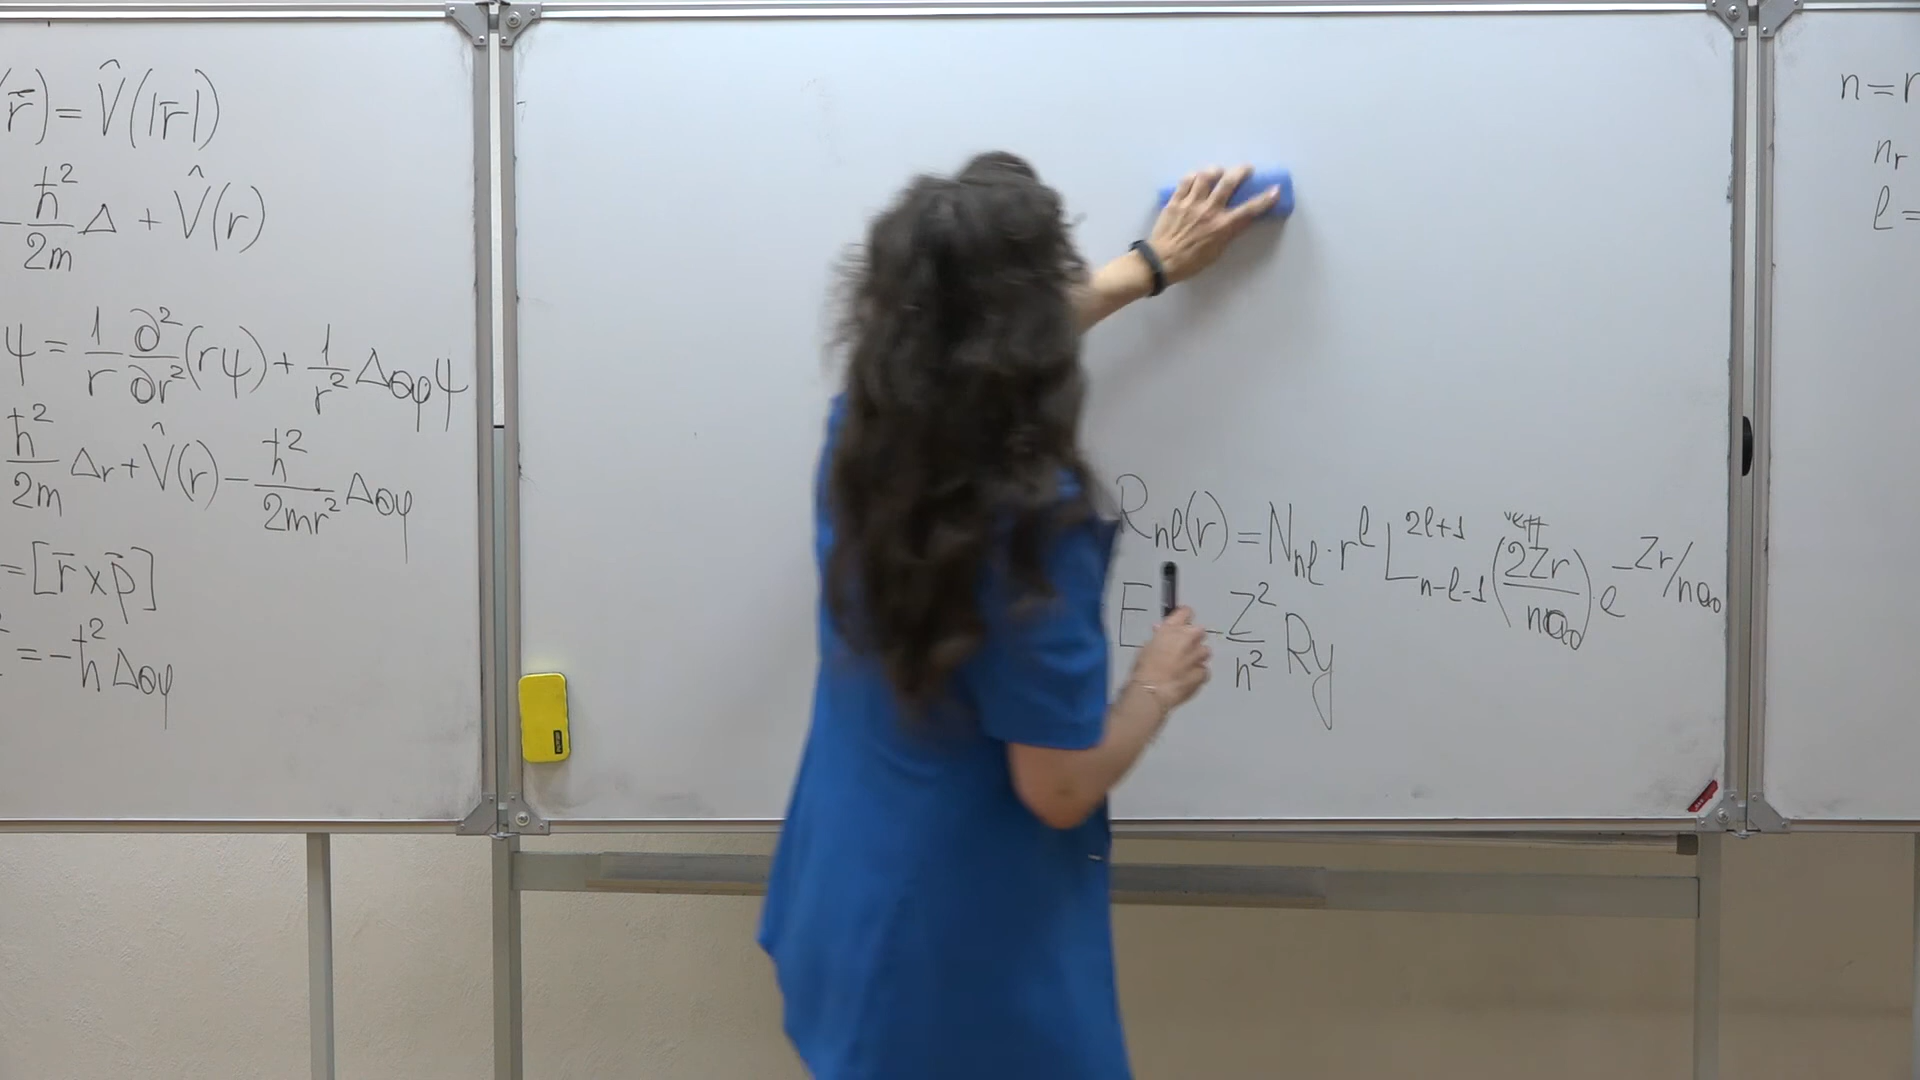 (r̄) = V̂(|r̄|)
-ħ²/2m Δ + V̂(r)
ψ = 1/r ∂²/∂r² (rψ) + 1/r² Δθφ ψ
ħ²/2m Δr + V̂(r) - ħ²/2mr² Δθφ
= [r̄ × p̄]
² = -ħ² Δθφ
Rnℓ(r) = Nnℓ · r^ℓ L^{2ℓ+1}_{n-ℓ-1} (2Zr/na₀) · e^{-Zr/na₀}
E - Z²/n² Ry
n = r
nr
ℓ =